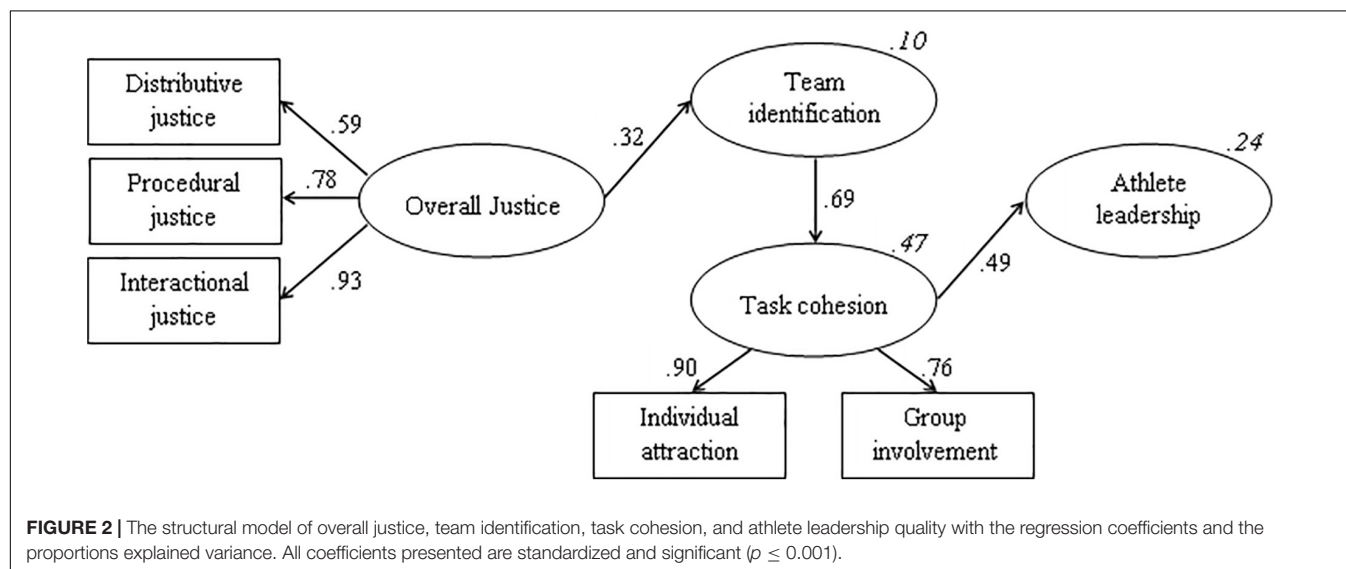 Distributive
justice
.59
Procedural
justice
.78
Interactional
justice
.93
Overall Justice
.32
.10
Team
identification
.69
.47
Task cohesion
.49
.24
Athlete
leadership
.90
.76
Individual
attraction
Group
involvement
FIGURE 2 | The structural model of overall justice, team identification, task cohesion, and athlete leadership quality with the regression coefficients and the
proportions explained variance. All coefficients presented are standardized and significant (p ≤ 0.001).